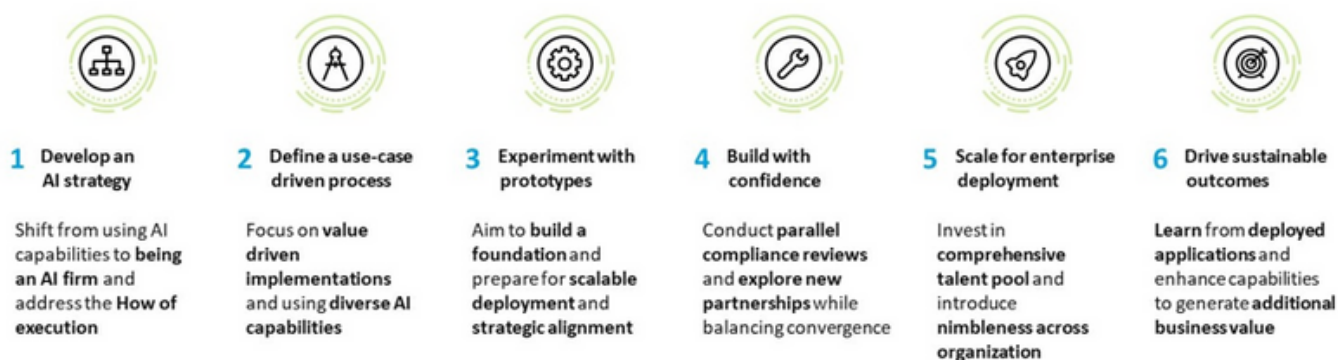 1 Develop an
AI strategy
Shift from using AI
capabilities to being
an AI firm and
address the How of
execution
2 Define a use-case
driven process
Focus on value
driven
implementations
and using diverse AI
capabilities
3 Experiment with
prototypes
Aim to build a
foundation and
prepare for scalable
deployment and
strategic alignment
4 Build with
confidence
Conduct parallel
compliance reviews
and explore new
partnerships while
balancing convergence
5 Scale for enterprise
deployment
Invest in
comprehensive
talent pool and
introduce
nimbleness across
organization
6 Drive sustainable
outcomes
Learn from deployed
applications and
enhance capabilities
to generate additional
business value